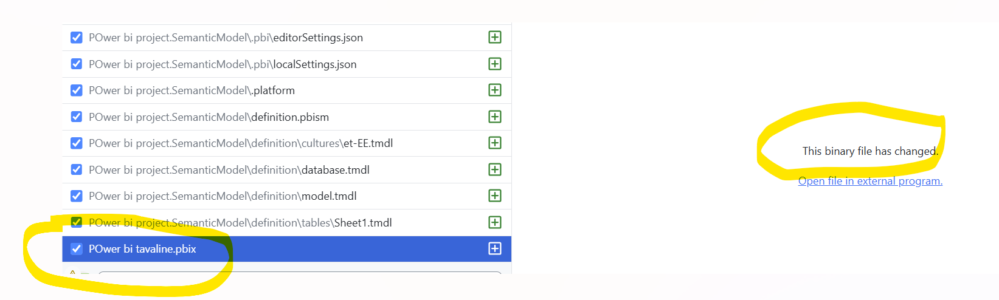 POwer bi project.SemanticModel\.pbi\editorSettings.json
POwer bi project.SemanticModel\.pbi\localSettings.json
POwer bi project.SemanticModel\.platform
POwer bi project.SemanticModel\definition.pbism
POwer bi project.SemanticModel\definition\cultures\et-EE.tmdl
POwer bi project.SemanticModel\definition\database.tmdl
POwer bi project.SemanticModel\definition\model.tmdl
POwer bi project.SemanticModel\definition\tables\Sheet1.tmdl
POwer bi tavaline.pbix
This binary file has changed.
Open file in external program.